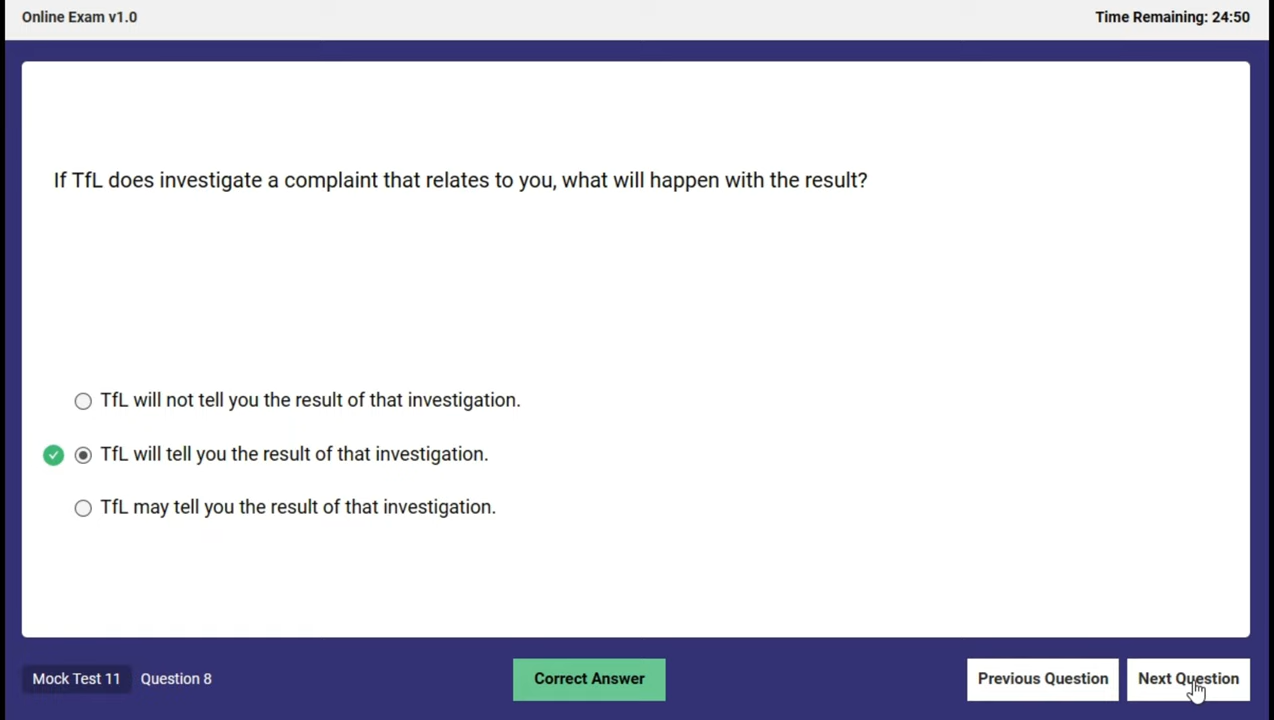 Online Exam v1.0
Time Remaining: 24:50
If TfL does investigate a complaint that relates to you, what will happen with the result?
TfL will not tell you the result of that investigation.
TfL will tell you the result of that investigation.
TfL may tell you the result of that investigation.
Mock Test 11 Question 8
Correct Answer
Previous Question
Next Question